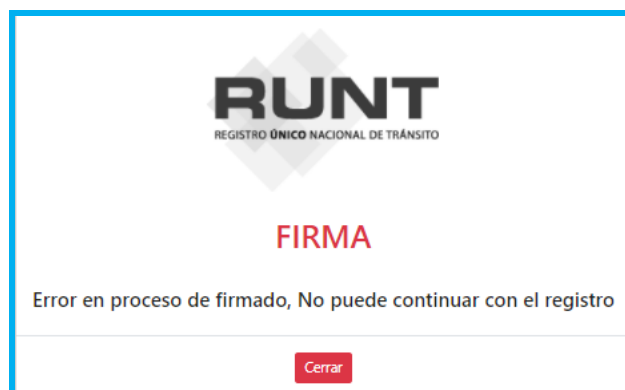 RUNT
REGISTRO ÚNICO NACIONAL DE TRÁNSITO
FIRMA
Error en proceso de firmado, No puede continuar con el registro
Cerrar